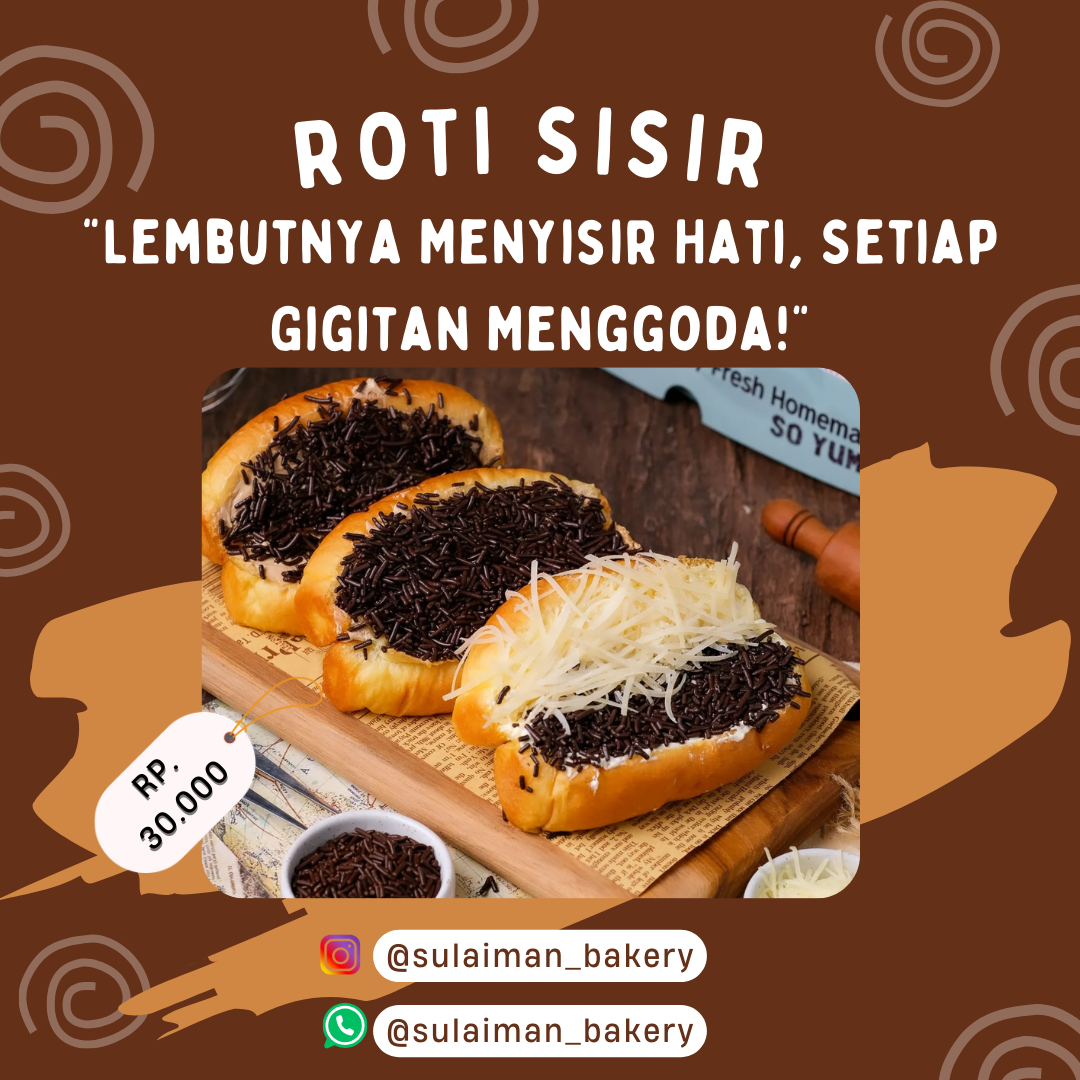 ROTI SISIR
"LEMBUTNYA MENYISIR HATI, SETIAP
GIGITAN MENGGODA!"
Fresh Homema
SO YUM
RP.
30.000
@sulaiman_bakery
@sulaiman_bakery